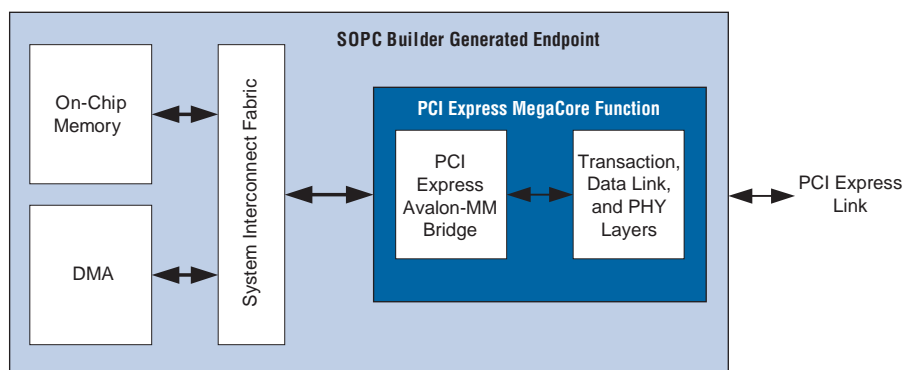 SOPC Builder Generated Endpoint
On-Chip
Memory
DMA
System Interconnect Fabric
PCI Express MegaCore Function
PCI
Express
Avalon-MM
Bridge
Transaction,
Data Link,
and PHY
Layers
PCI Express
Link